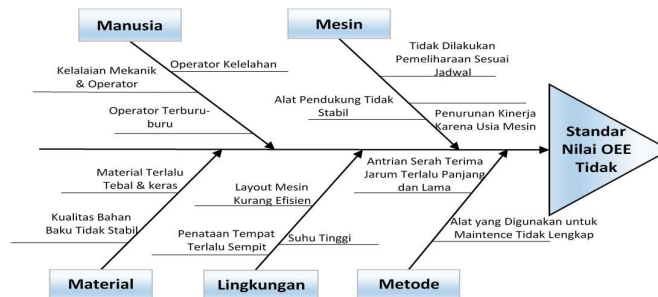 Manusia
Mesin
Operator Kelelahan
Kelalaian Mekanik
& Operator
Operator Terburu-
buru
Tidak Dilakukan
Pemeliharaan Sesuai
Jadwal
Alat Pendukung Tidak
Stabil
Penurunan Kinerja
Karena Usia Mesin
Standar
Nilai OEE
Tidak
Material Terlalu
Tebal & keras
Kualitas Bahan
Baku Tidak Stabil
Layout Mesin
Kurang Efisien
Penataan Tempat
Terlalu Sempit
Suhu Tinggi
Antrian Serah Terima
Jarum Terlalu Panjang
dan Lama
Alat yang Digunakan untuk
Maintence Tidak Lengkap
Material
Lingkungan
Metode